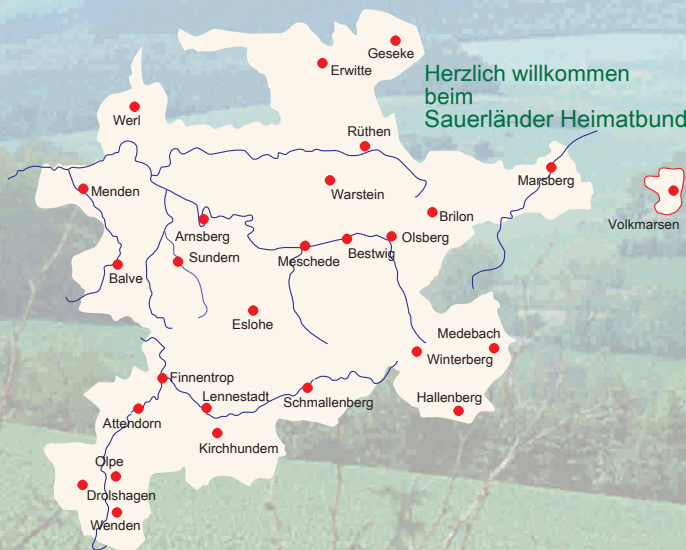 Geseke
Erwitte
Herzlich willkommen
beim
Sauerländer Heimatbund
Werl
Rüthen
Menden
Warstein
Marsberg
Volkmarsen
Brilon
Arnsberg
Olsberg
Sundern
Meschede
Bestwig
Balve
Eslohe
Medebach
Winterberg
Finnentrop
Lennestadt
Schmallenberg
Hallenberg
Attendorn
Kirchhundem
Olpe
Drolshagen
Wenden